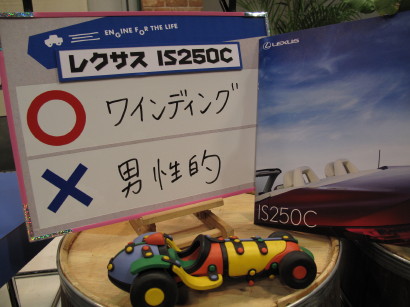 ENGINE FOR THE LIFE
レクサス IS250C
○ ワインディング
× 男性的
LEXUS
IS250C